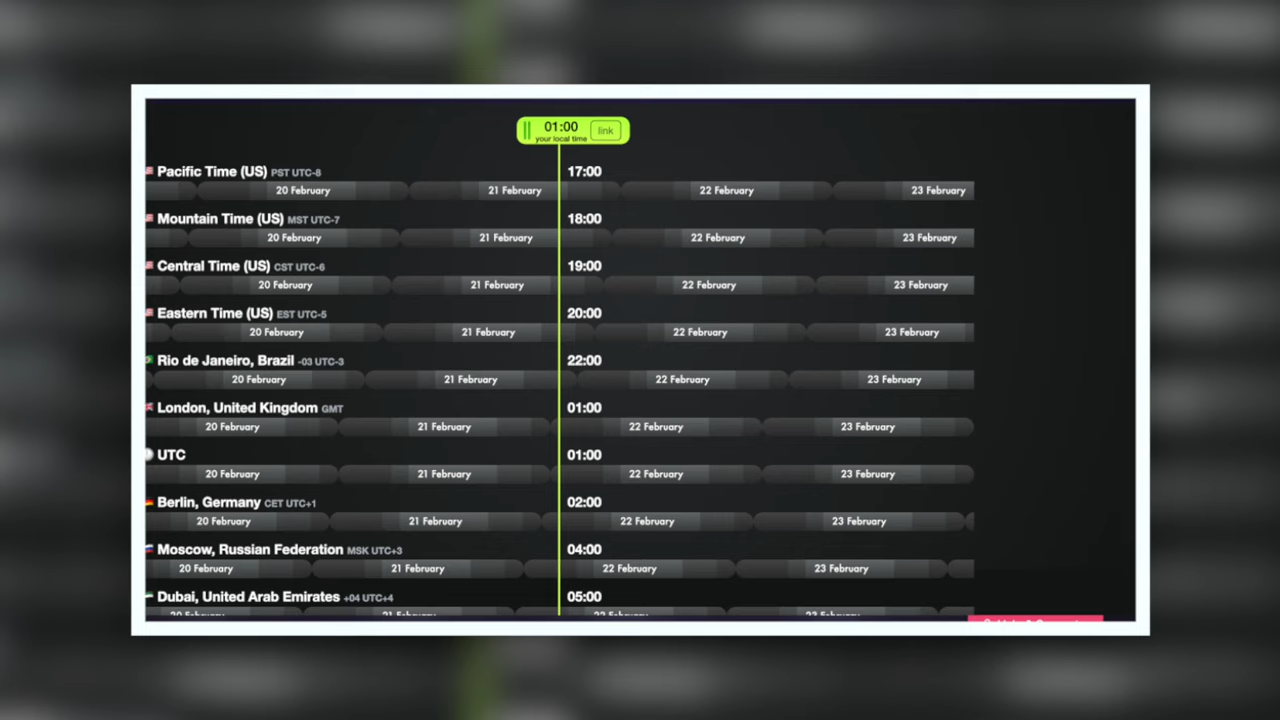 01:00
your local time
link
Pacific Time (US) PST UTC-8 17:00
20 February 21 February 22 February 23 February
Mountain Time (US) MST UTC-7 18:00
20 February 21 February 22 February 23 February
Central Time (US) CST UTC-6 19:00
20 February 21 February 22 February 23 February
Eastern Time (US) EST UTC-5 20:00
20 February 21 February 22 February 23 February
Rio de Janeiro, Brazil -03 UTC-3 22:00
20 February 21 February 22 February 23 February
London, United Kingdom GMT 01:00
20 February 21 February 22 February 23 February
UTC 01:00
20 February 21 February 22 February 23 February
Berlin, Germany CET UTC+1 02:00
20 February 21 February 22 February 23 February
Moscow, Russian Federation MSK UTC+3 04:00
20 February 21 February 22 February 23 February
Dubai, United Arab Emirates +04 UTC+4 05:00
20 February 21 February 22 February 23 February